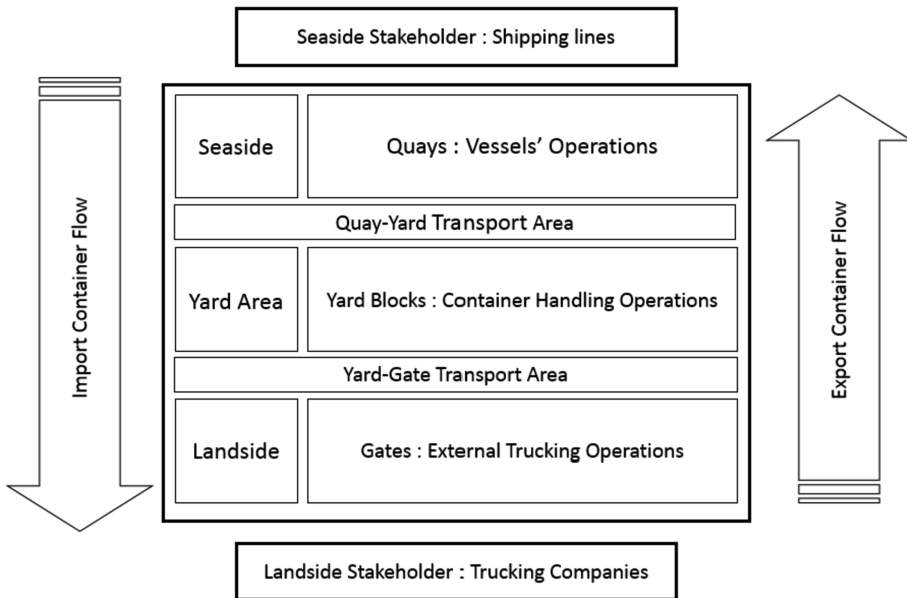 Seaside Stakeholder : Shipping lines
Import Container Flow
Seaside
Quays : Vessels’ Operations
Quay-Yard Transport Area
Yard Area
Yard Blocks : Container Handling Operations
Yard-Gate Transport Area
Landside
Gates : External Trucking Operations
Export Container Flow
Landside Stakeholder : Trucking Companies